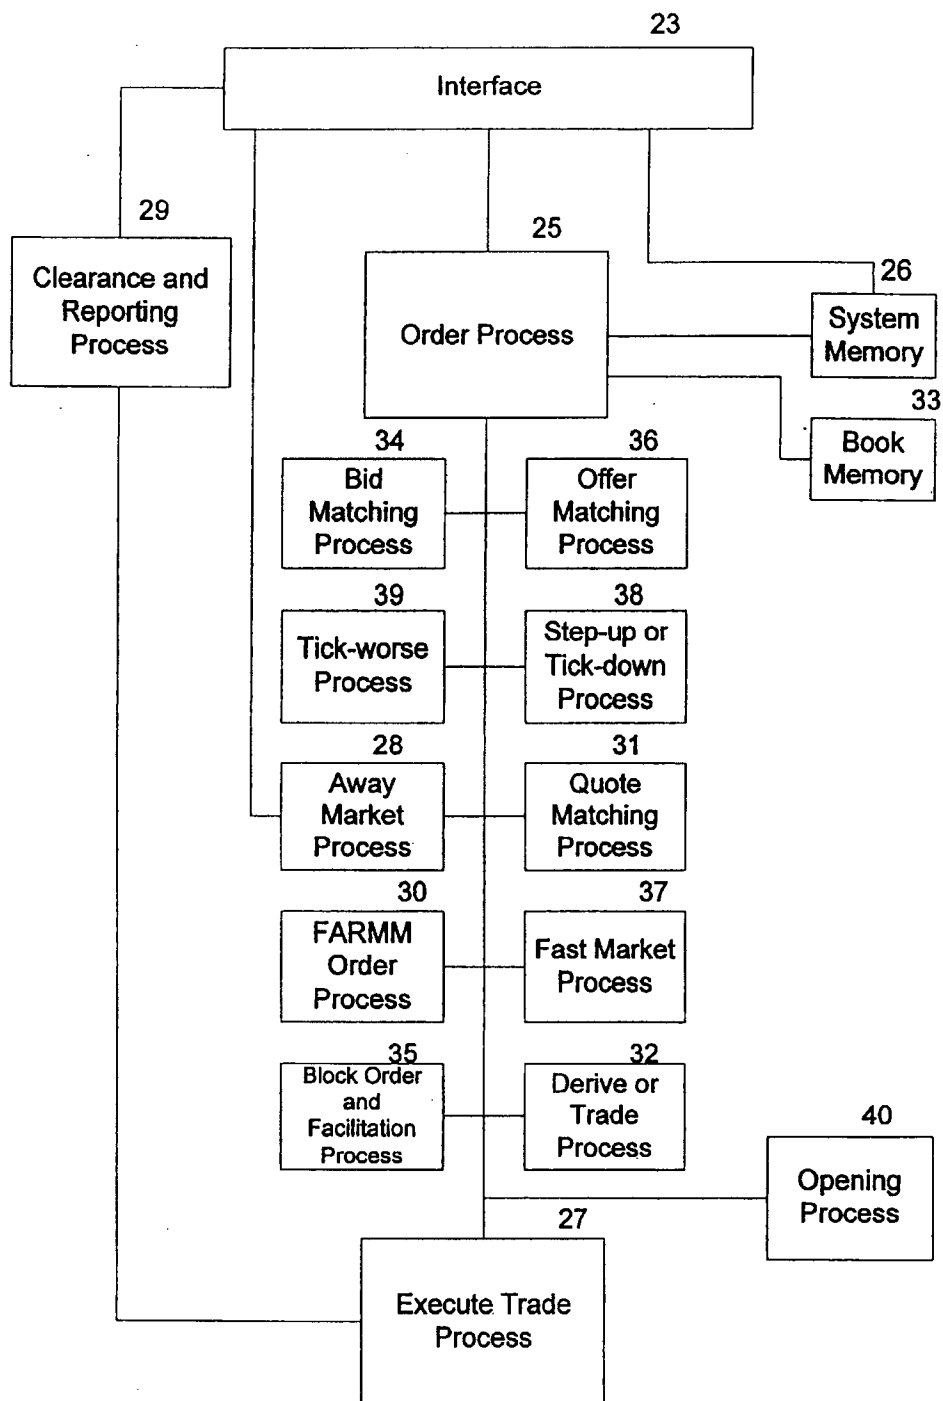 23
Interface
29
Clearance and
Reporting
Process
25
Order Process
26
System
Memory
33
Book
Memory
34
Bid
Matching
Process
36
Offer
Matching
Process
39
Tick-worse
Process
38
Step-up or
Tick-down
Process
28
Away
Market
Process
31
Quote
Matching
Process
30
FARMM
Order
Process
37
Fast Market
Process
35
Block Order
and
Facilitation
Process
32
Derive or
Trade
Process
40
Opening
Process
27
Execute Trade
Process